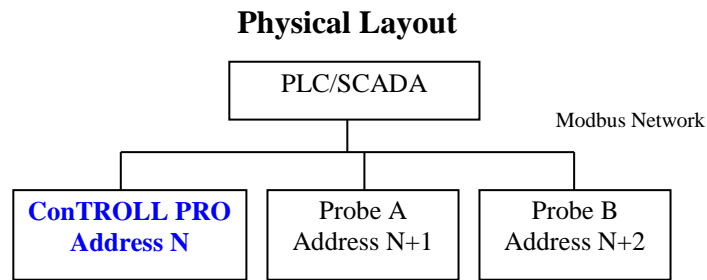 Physical Layout
PLC/SCADA
Modbus Network
ConTROLL PRO
Address N
Probe A
Address N+1
Probe B
Address N+2